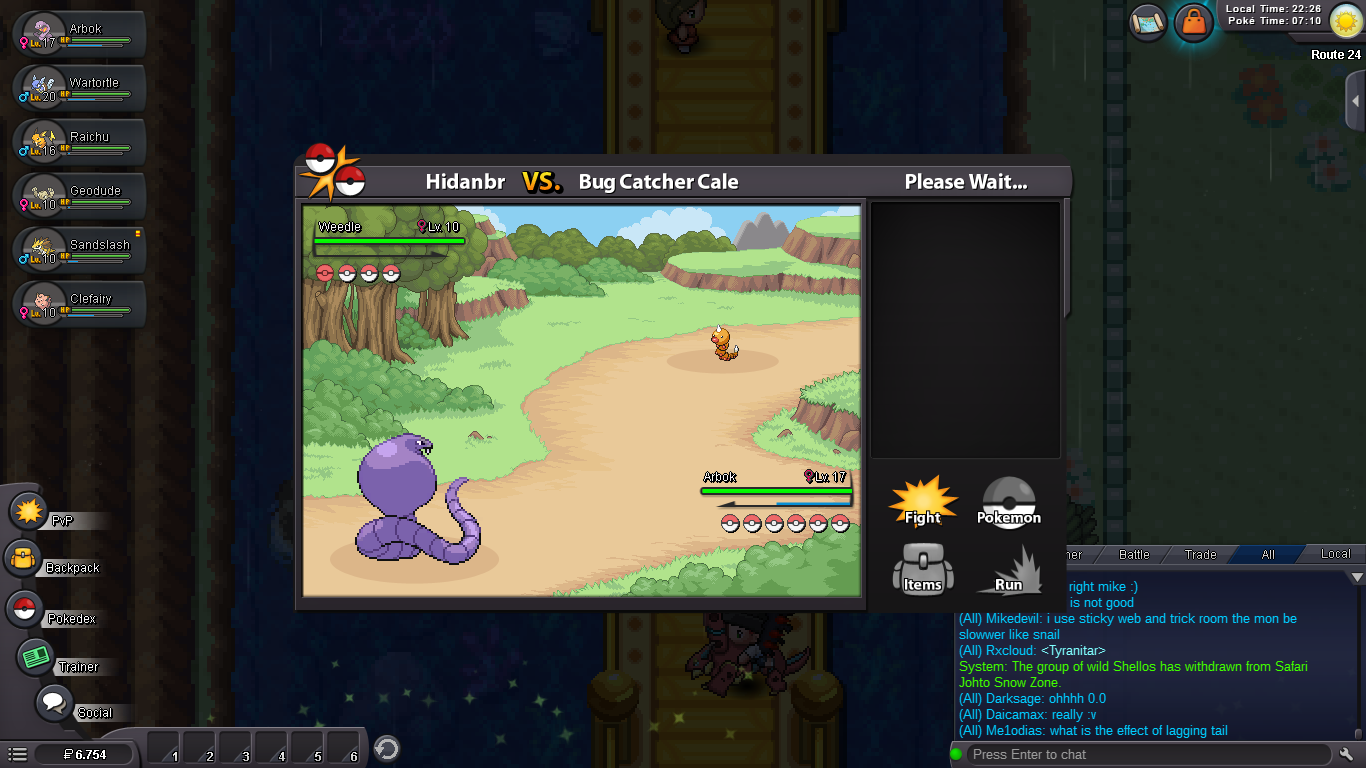 Arbok
Lv.17 HP
Wartortle
Lv.20 HP
Raichu
Lv.16 HP
Geodude
Lv.10 HP
Sandslash
Lv.10 HP
Clefairy
Lv.10 HP
Local Time: 22:26
Poké Time: 07:10
Route 24
Hidanbr VS. Bug Catcher Cale
Please Wait...
Weedle Lv. 10
Arbok Lv. 17
Fight
Pokemon
Items
Run
PvP
Backpack
Pokedex
Trainer
Social
6.754
1 2 3 4 5 6
Battle Trade All Local
right mike :)
is not good
(All) Mikedevil: i use sticky web and trick room the mon be
slowwer like snail
(All) Rxcloud: <Tyranitar>
System: The group of wild Shellos has withdrawn from Safari
Johto Snow Zone.
(All) Darksage: ohhhh 0.0
(All) Daicamax: really :v
(All) Me1odias: what is the effect of lagging tail
Press Enter to chat